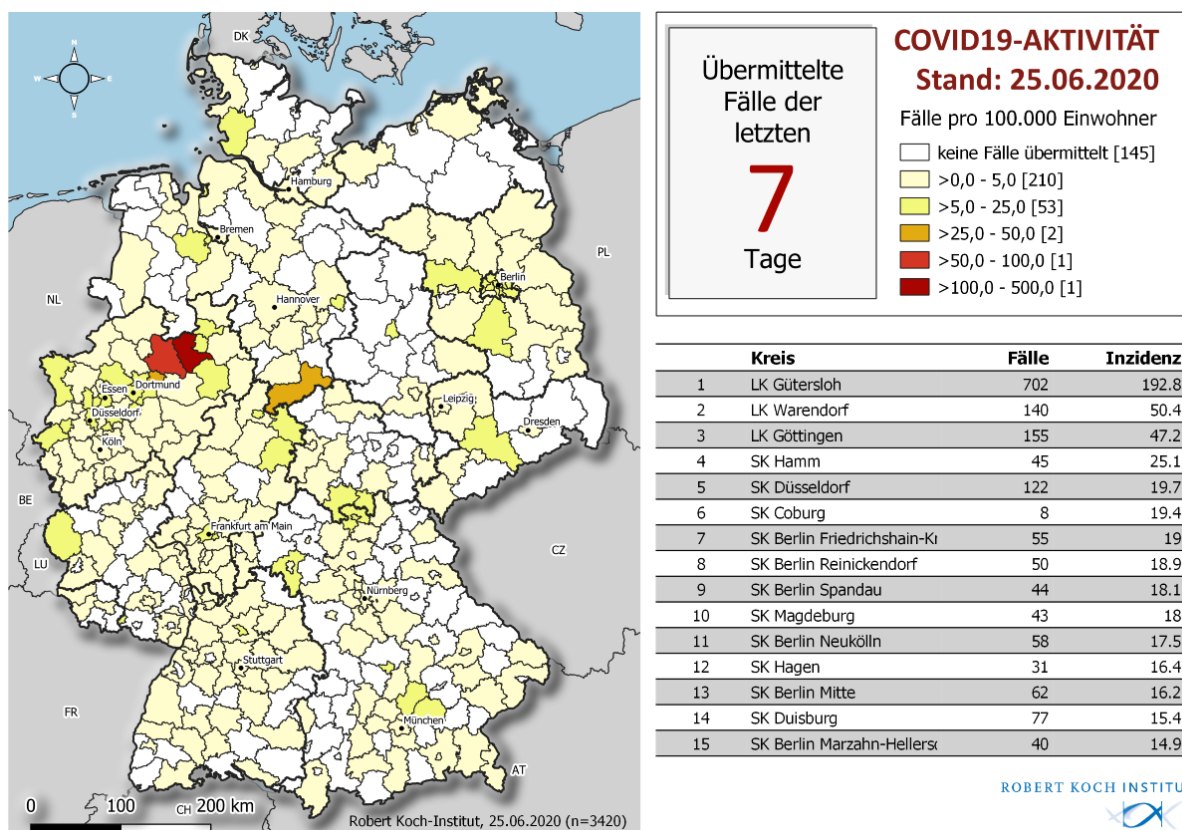 DK
N
W
E
S
Hamburg
Bremen
PL
Berlin
NL
Hannover
Essen
Dortmund
Düsseldorf
Leipzig
Dresden
Köln
BE
Frankfurt am Main
CZ
LU
Nürnberg
Stuttgart
FR
München
AT
CH
0 100 200 km
Robert Koch-Institut, 25.06.2020 (n=3420)
Übermittelte
Fälle der
letzten
7
Tage
COVID19-AKTIVITÄT
Stand: 25.06.2020
Fälle pro 100.000 Einwohner
keine Fälle übermittelt [145]
>0,0 - 5,0 [210]
>5,0 - 25,0 [53]
>25,0 - 50,0 [2]
>50,0 - 100,0 [1]
>100,0 - 500,0 [1]
Kreis Fälle Inzidenz
1 LK Gütersloh 702 192.8
2 LK Warendorf 140 50.4
3 LK Göttingen 155 47.2
4 SK Hamm 45 25.1
5 SK Düsseldorf 122 19.7
6 SK Coburg 8 19.4
7 SK Berlin Friedrichshain-Kr 55 19
8 SK Berlin Reinickendorf 50 18.9
9 SK Berlin Spandau 44 18.1
10 SK Magdeburg 43 18
11 SK Berlin Neukölln 58 17.5
12 SK Hagen 31 16.4
13 SK Berlin Mitte 62 16.2
14 SK Duisburg 77 15.4
15 SK Berlin Marzahn-Hellersd 40 14.9
ROBERT KOCH INSTITU